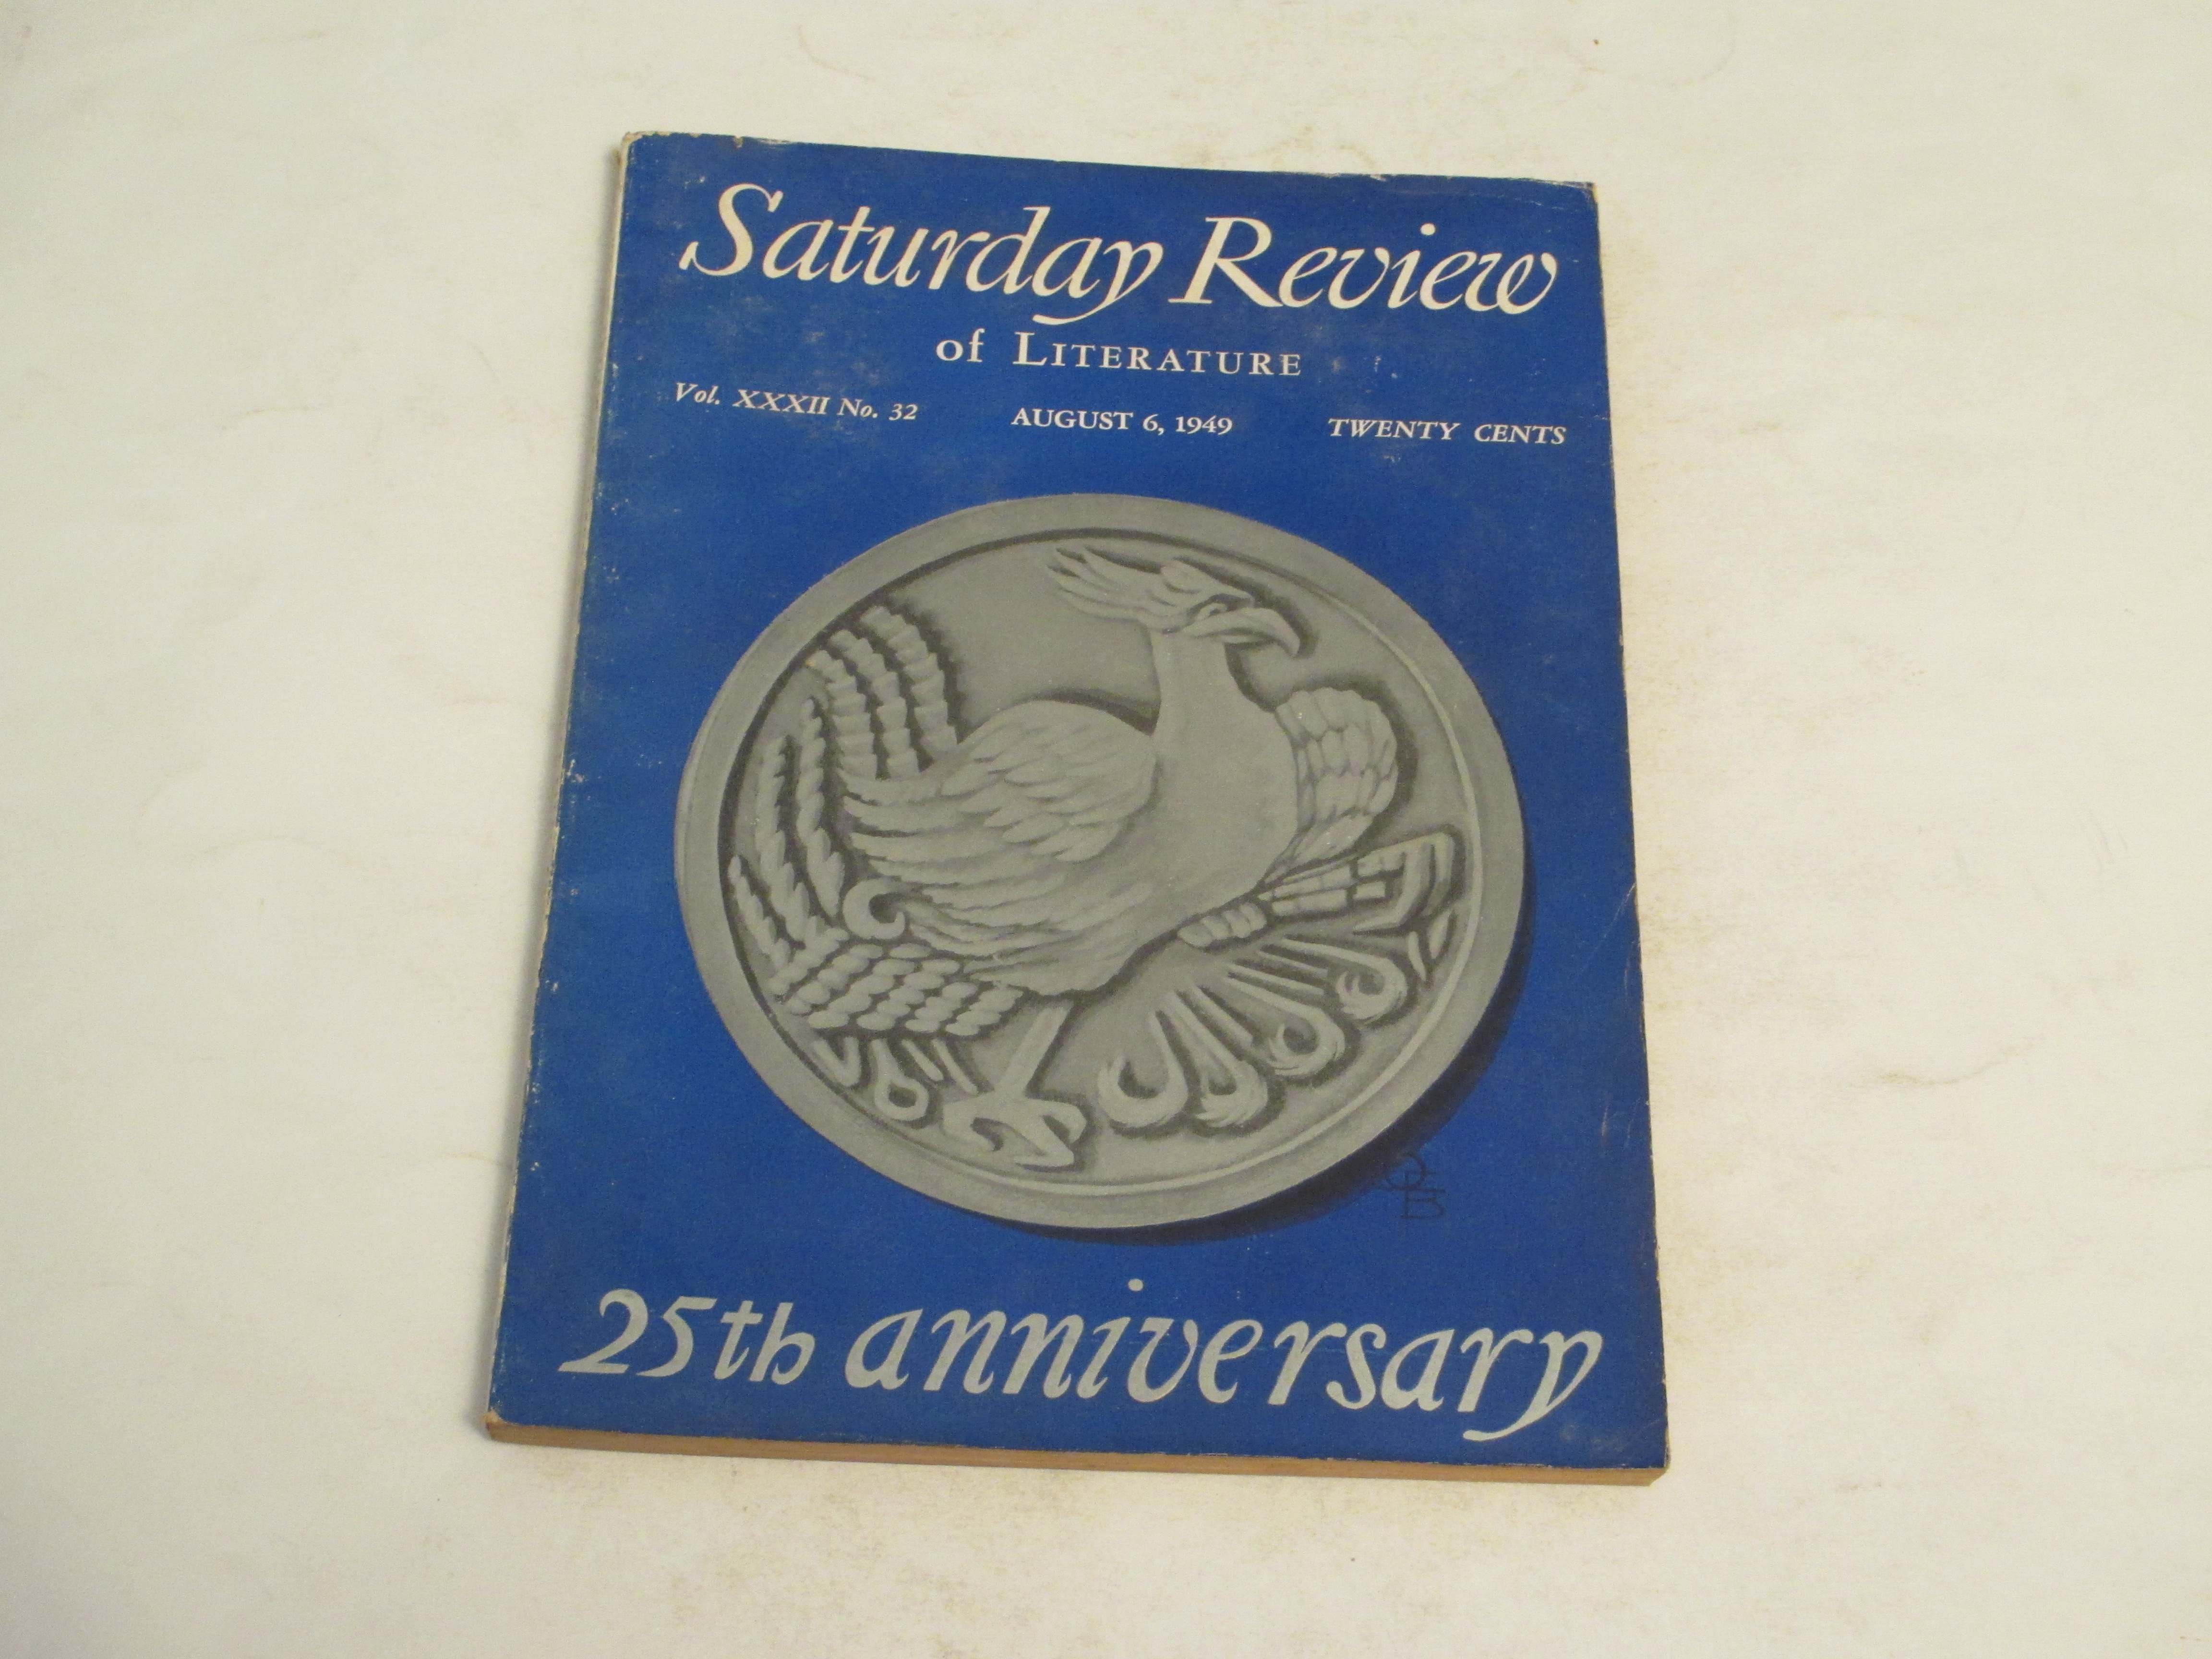 Saturday Review
of LITERATURE
Vol. XXXII No. 32 AUGUST 6, 1949 TWENTY CENTS
25th anniversary